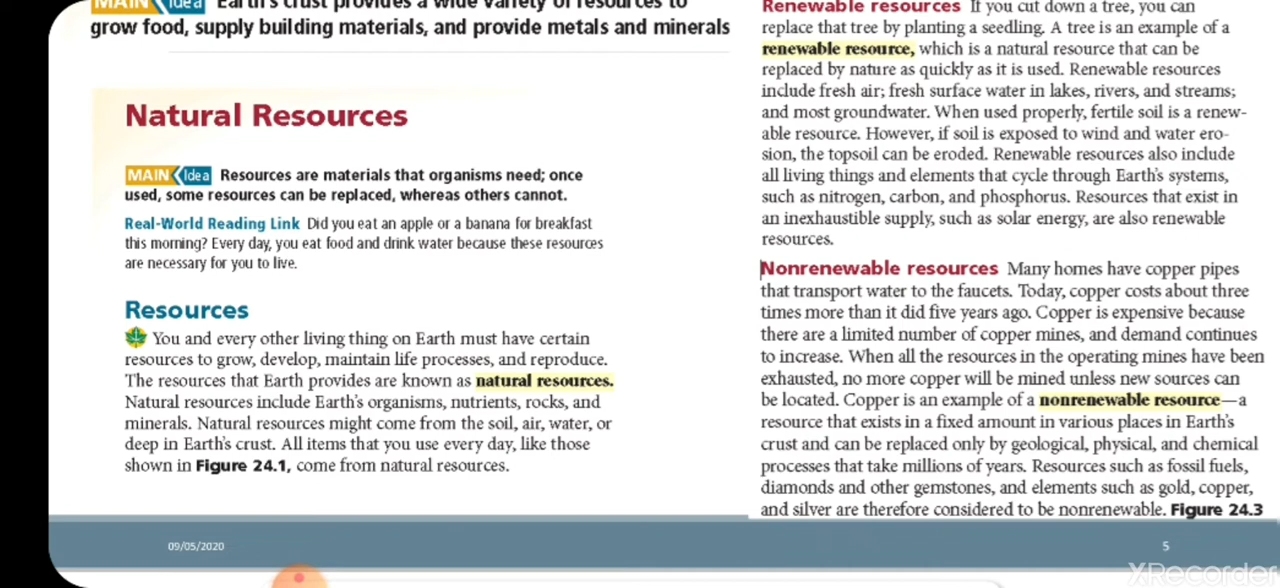 MAIN Idea Earth's crust provides a wide variety of resources to
grow food, supply building materials, and provide metals and minerals
Natural Resources
MAIN Idea Resources are materials that organisms need; once
used, some resources can be replaced, whereas others cannot.
Real-World Reading Link Did you eat an apple or a banana for breakfast
this morning? Every day, you eat food and drink water because these resources
are necessary for you to live.
Resources
You and every other living thing on Earth must have certain
resources to grow, develop, maintain life processes, and reproduce.
The resources that Earth provides are known as natural resources.
Natural resources include Earth's organisms, nutrients, rocks, and
minerals. Natural resources might come from the soil, air, water, or
deep in Earth's crust. All items that you use every day, like those
shown in Figure 24.1, come from natural resources.
Renewable resources If you cut down a tree, you can
replace that tree by planting a seedling. A tree is an example of a
renewable resource, which is a natural resource that can be
replaced by nature as quickly as it is used. Renewable resources
include fresh air; fresh surface water in lakes, rivers, and streams;
and most groundwater. When used properly, fertile soil is a renew-
able resource. However, if soil is exposed to wind and water ero-
sion, the topsoil can be eroded. Renewable resources also include
all living things and elements that cycle through Earth's systems,
such as nitrogen, carbon, and phosphorus. Resources that exist in
an inexhaustible supply, such as solar energy, are also renewable
resources.
Nonrenewable resources Many homes have copper pipes
that transport water to the faucets. Today, copper costs about three
times more than it did five years ago. Copper is expensive because
there are a limited number of copper mines, and demand continues
to increase. When all the resources in the operating mines have been
exhausted, no more copper will be mined unless new sources can
be located. Copper is an example of a nonrenewable resource—a
resource that exists in a fixed amount in various places in Earth's
crust and can be replaced only by geological, physical, and chemical
processes that take millions of years. Resources such as fossil fuels,
diamonds and other gemstones, and elements such as gold, copper,
and silver are therefore considered to be nonrenewable. Figure 24.3
09/05/2020
5
XRecorder